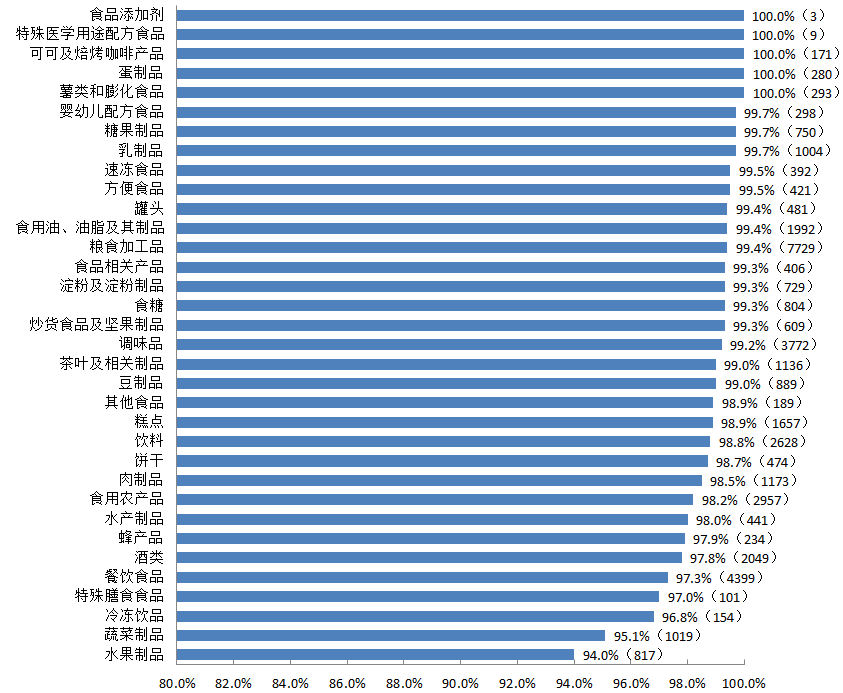 食品添加剂 100.0%（3）
特殊医学用途配方食品 100.0%（9）
可可及焙烤咖啡产品 100.0%（171）
蛋制品 100.0%（280）
薯类和膨化食品 100.0%（293）
婴幼儿配方食品 99.7%（298）
糖果制品 99.7%（750）
乳制品 99.7%（1004）
速冻食品 99.5%（392）
方便食品 99.5%（421）
罐头 99.4%（481）
食用油、油脂及其制品 99.4%（1992）
粮食加工品 99.4%（7729）
食品相关产品 99.3%（406）
淀粉及淀粉制品 99.3%（729）
食糖 99.3%（804）
炒货食品及坚果制品 99.3%（609）
调味品 99.2%（3772）
茶叶及相关制品 99.0%（1136）
豆制品 99.0%（889）
其他食品 98.9%（189）
糕点 98.9%（1657）
饮料 98.8%（2628）
饼干 98.7%（474）
肉制品 98.5%（1173）
食用农产品 98.2%（2957）
水产制品 98.0%（441）
蜂产品 97.9%（234）
酒类 97.8%（2049）
餐饮食品 97.3%（4399）
特殊膳食食品 97.0%（101）
冷冻饮品 96.8%（154）
蔬菜制品 95.1%（1019）
水果制品 94.0%（817）
80.0% 82.0% 84.0% 86.0% 88.0% 90.0% 92.0% 94.0% 96.0% 98.0% 100.0%